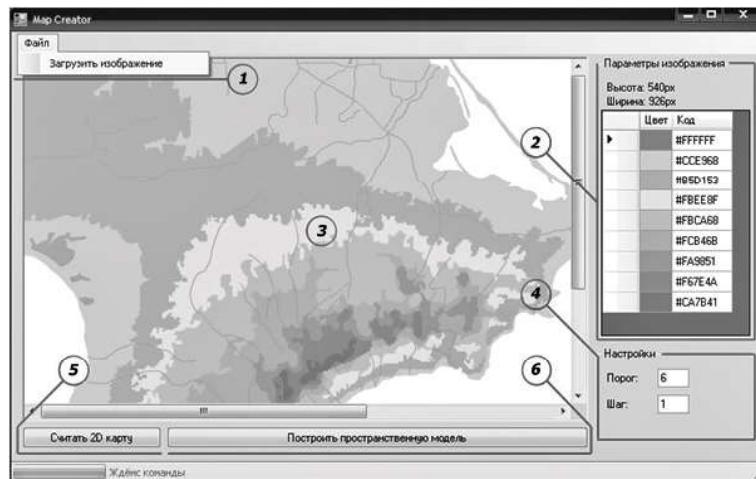 Map Creator
Файл
Загрузить изображение
1
Параметры изображения
Высота: 540px
Ширина: 926px
Цвет Код
2
#FFFFFF
#CCE968
#B5D153
#FBEE8F
#FBCA68
#FCB46B
#FA9851
#F67E4A
#CA7B41
3
4
Настройки
Порог: 6
Шаг: 1
5
6
Считать 2D карту
Построить пространственную модель
Ждёмс команды